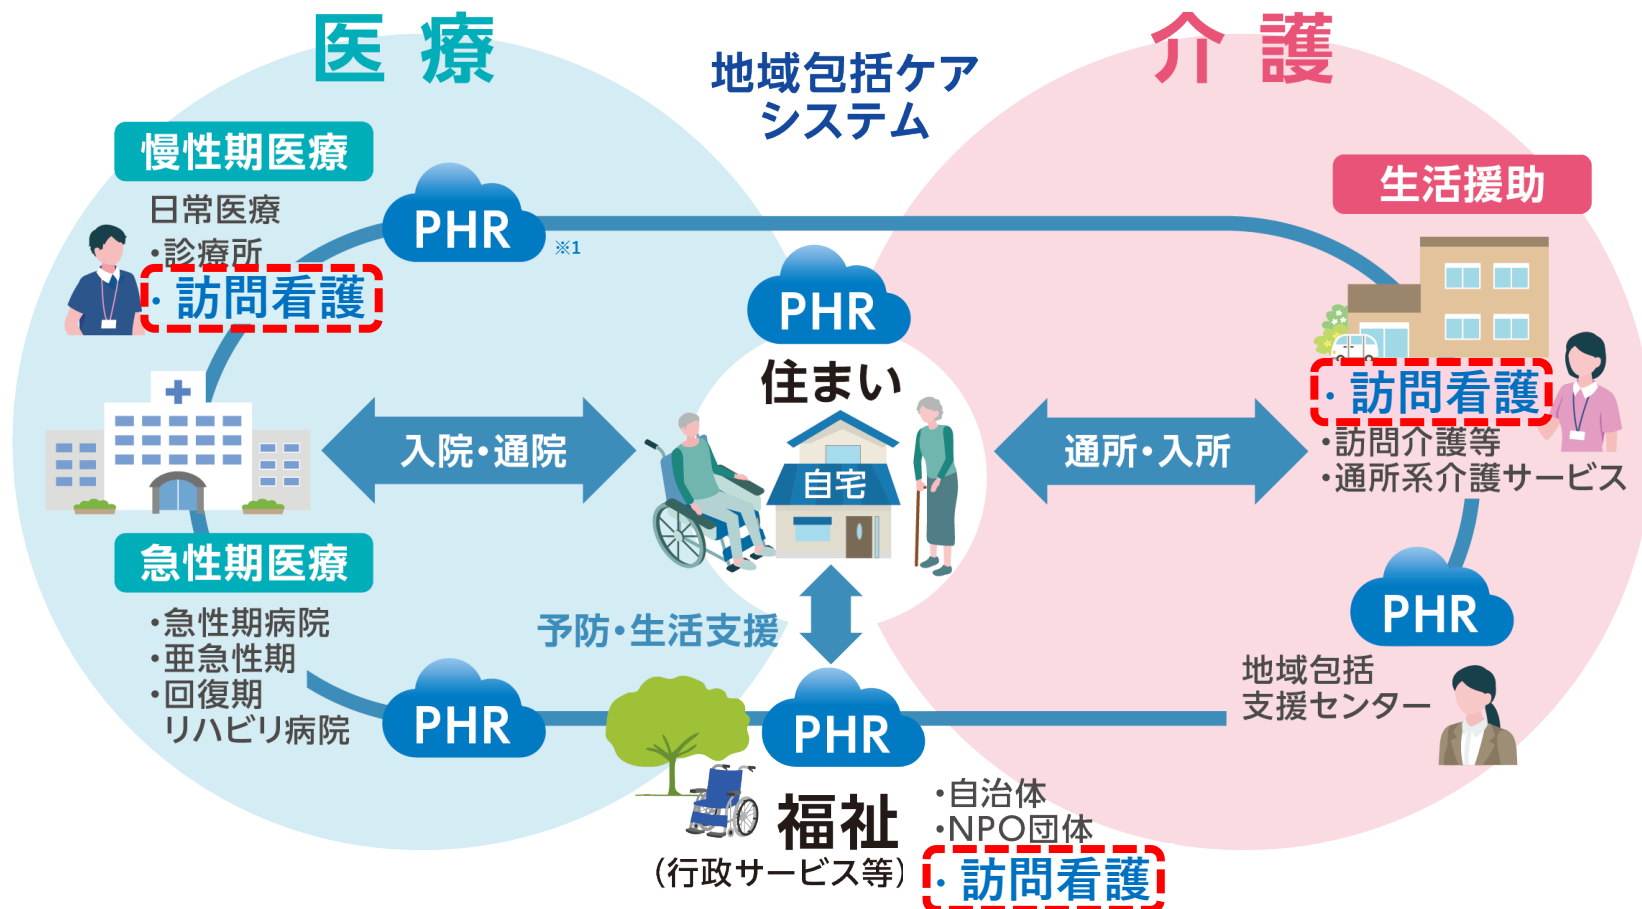 医療
地域包括ケア
システム
介護
慢性期医療
日常医療
・診療所
・訪問看護
PHR
※1
PHR
住まい
自宅
生活援助
・訪問看護
・訪問介護等
・通所系介護サービス
入院・通院
通所・入所
急性期医療
・急性期病院
・亜急性期
・回復期
リハビリ病院
予防・生活支援
PHR
PHR
PHR
地域包括
支援センター
福祉
(行政サービス等)
・自治体
・NPO団体
・訪問看護